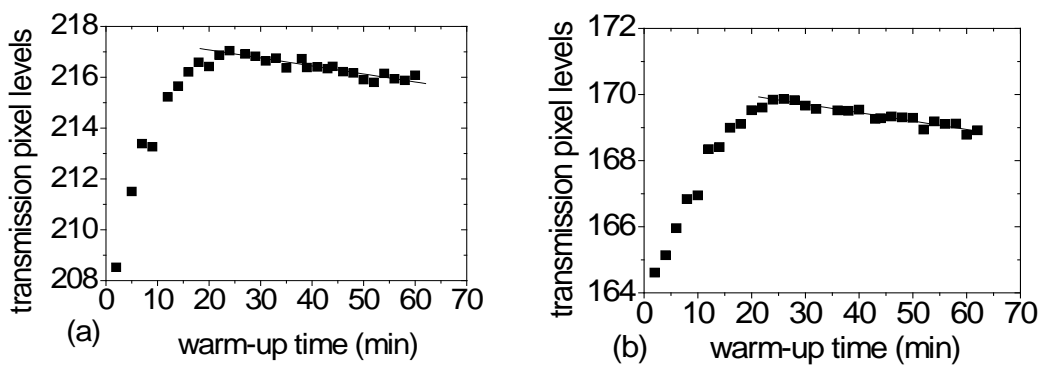 transmission pixel levels
218
216
214
212
210
208
0 10 20 30 40 50 60 70
(a)
warm-up time (min)
transmission pixel levels
172
170
168
166
164
0 10 20 30 40 50 60 70
(b)
warm-up time (min)